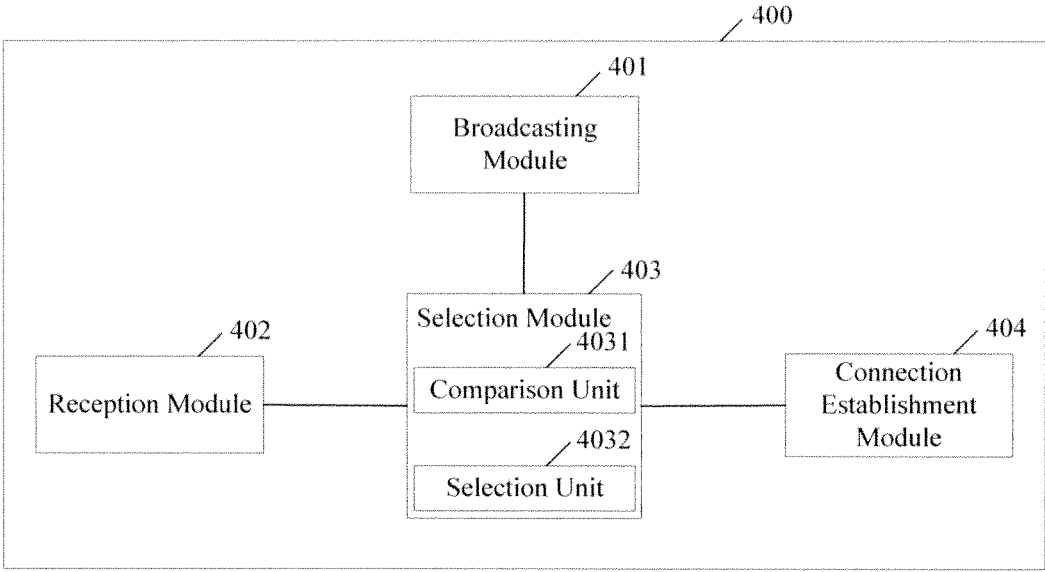 400
401
Broadcasting
Module
403
Selection Module
402
Reception Module
4031
Comparison Unit
4032
Selection Unit
404
Connection
Establishment
Module